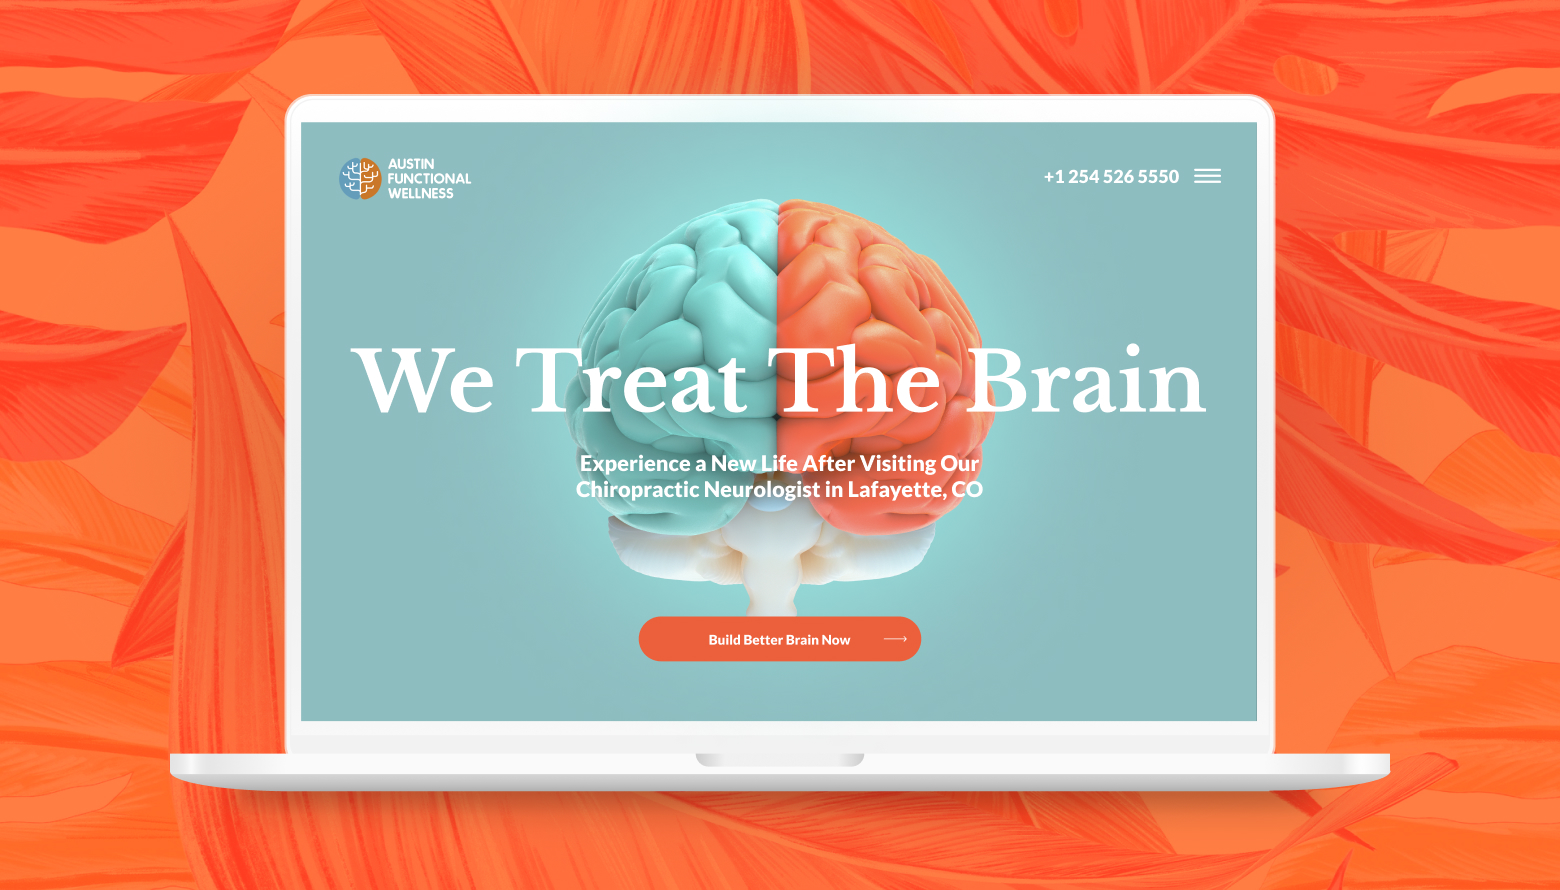 AUSTIN
FUNCTIONAL
WELLNESS
+1 254 526 5550
We Treat The Brain
Experience a New Life After Visiting Our
Chiropractic Neurologist in Lafayette, CO
Build Better Brain Now